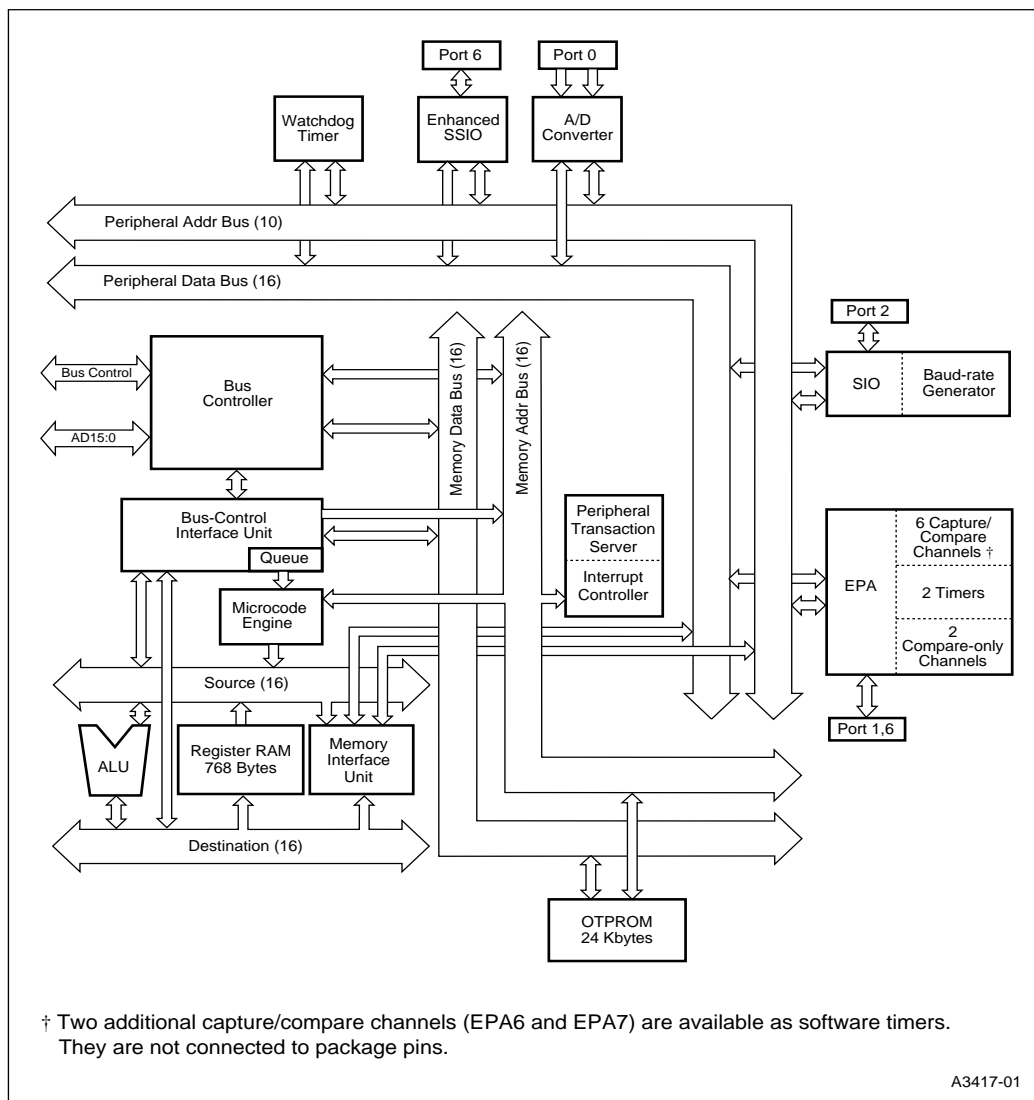 Port 6
Port 0
Watchdog
Timer
Enhanced
SSIO
A/D
Converter
Peripheral Addr Bus (10)
Peripheral Data Bus (16)
Port 2
SIO
Baud-rate
Generator
Bus Control
AD15:0
Bus
Controller
Memory Data Bus (16)
Memory Addr Bus (16)
Bus-Control
Interface Unit
Queue
Microcode
Engine
Peripheral
Transaction
Server
Interrupt
Controller
EPA
6 Capture/
Compare
Channels †
2 Timers
2
Compare-only
Channels
Port 1,6
Source (16)
ALU
Register RAM
768 Bytes
Memory
Interface
Unit
Destination (16)
OTPROM
24 Kbytes
† Two additional capture/compare channels (EPA6 and EPA7) are available as software timers.
They are not connected to package pins.
A3417-01